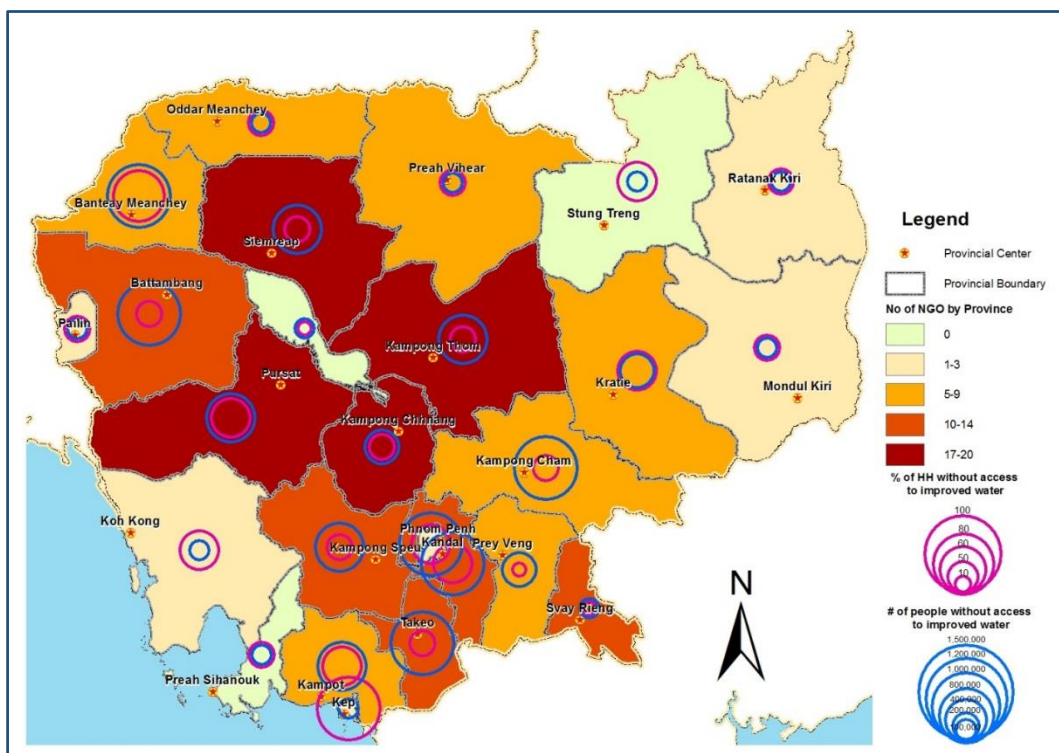 Oddar Meanchey
Preah Vihear
Ratanak Kiri
Banteay Meanchey
Stung Treng
Siemreap
Battambang
Pailin
Kampong Thom
Pursat
Kratie
Mondul Kiri
Kampong Chhnang
Kampong Cham
Koh Kong
Phnom Penh
Kandal
Prey Veng
Kampong Speu
Svay Rieng
Takeo
Preah Sihanouk
Kampot
Kep
N
Legend
Provincial Center
Provincial Boundary
No of NGO by Province
0
1-3
5-9
10-14
17-20
% of HH without access
to improved water
100
80
60
50
10
# of people without access
to improved water
1,500,000
1,200,000
1,000,000
800,000
400,000
200,000
100,000